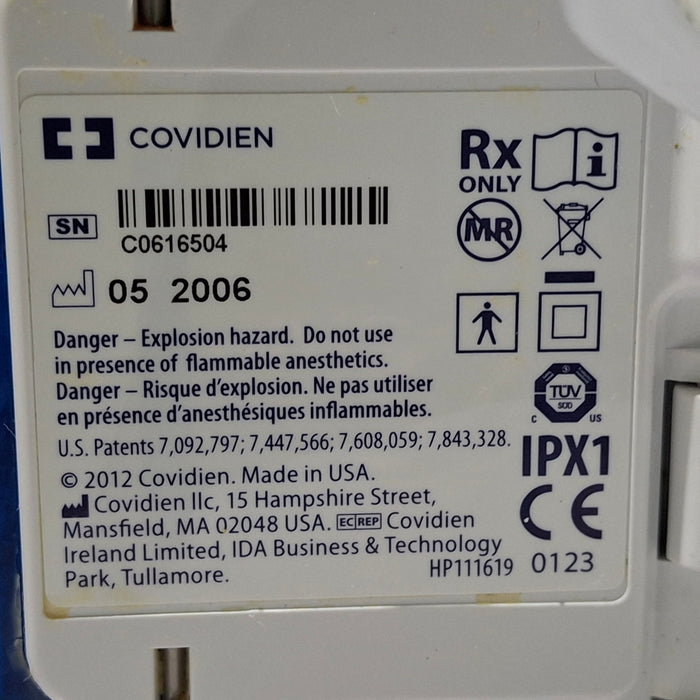 COVIDIEN
Rx
ONLY
i
SN
C0616504
MR
05 2006
Danger – Explosion hazard. Do not use
in presence of flammable anesthetics.
Danger – Risque d'explosion. Ne pas utiliser
en présence d'anesthésiques inflammables.
TÜV
SÜD
C US
U.S. Patents 7,092,797; 7,447,566; 7,608,059; 7,843,328.
IPX1
© 2012 Covidien. Made in USA.
Covidien llc, 15 Hampshire Street,
Mansfield, MA 02048 USA. EC REP Covidien
Ireland Limited, IDA Business & Technology
Park, Tullamore.
HP111619
CE
0123